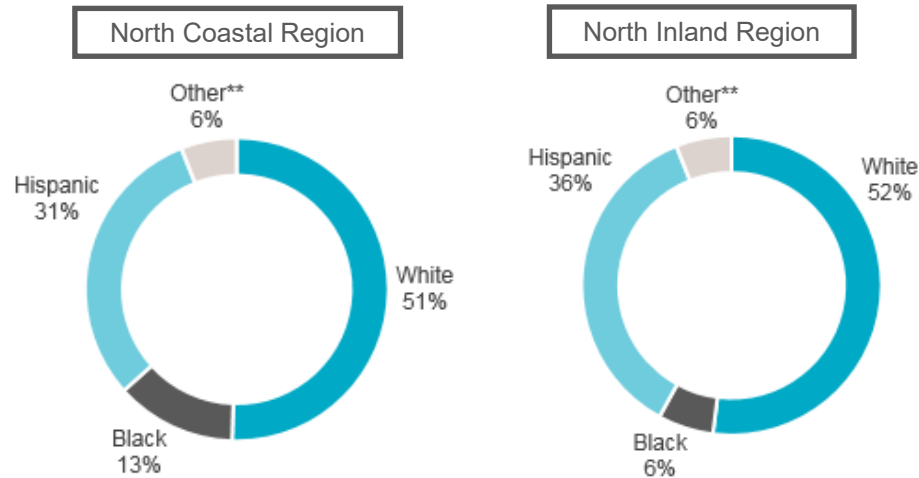 North Coastal Region
Other**
6%
Hispanic
31%
White
51%
Black
13%
North Inland Region
Other**
6%
Hispanic
36%
White
52%
Black
6%